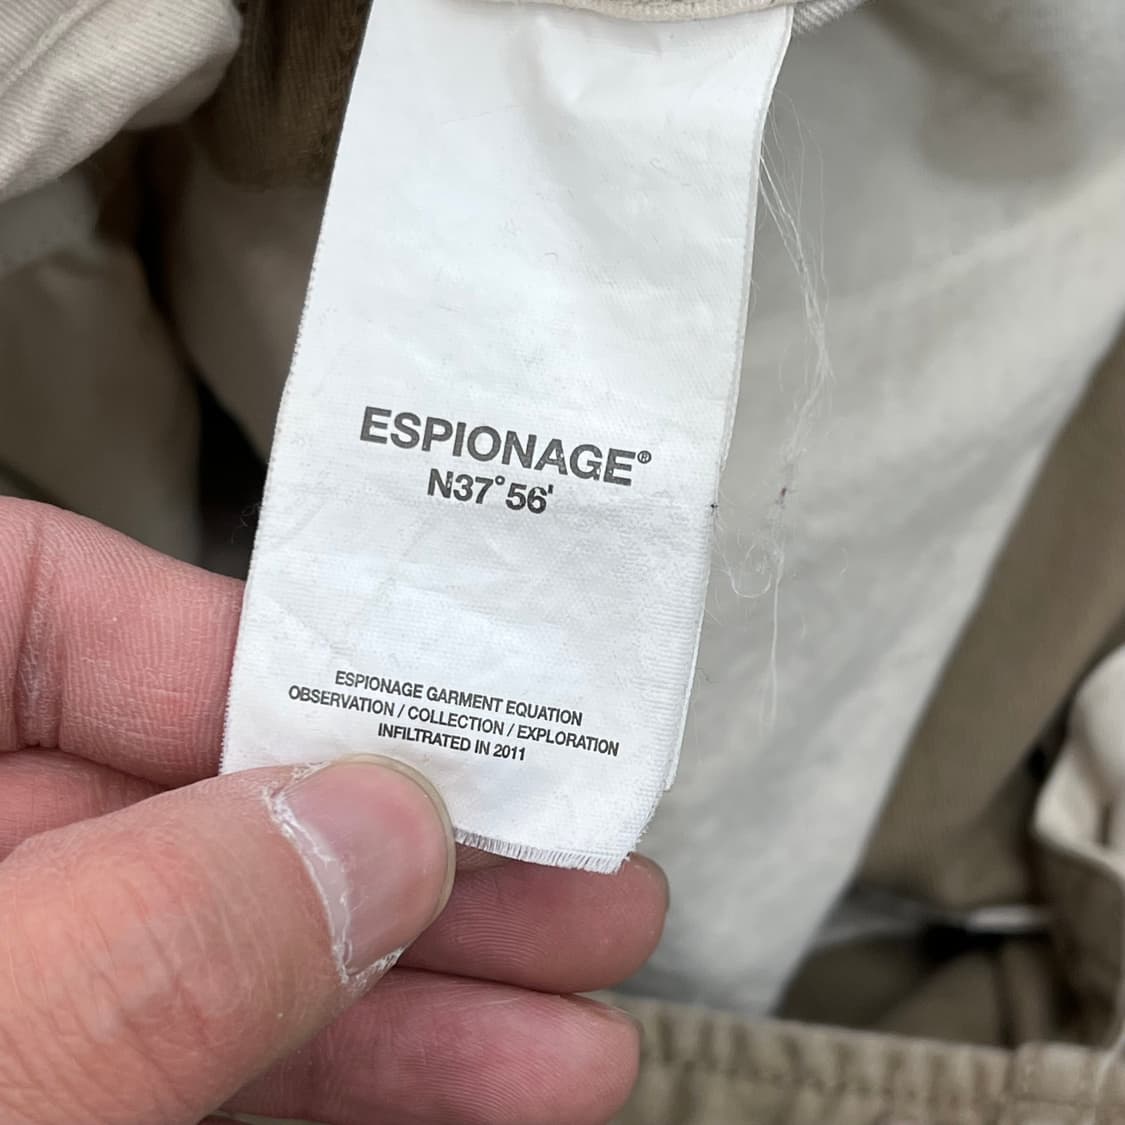 ESPIONAGE®
N37°56'
ESPIONAGE GARMENT EQUATION
OBSERVATION / COLLECTION / EXPLORATION
INFILTRATED IN 2011